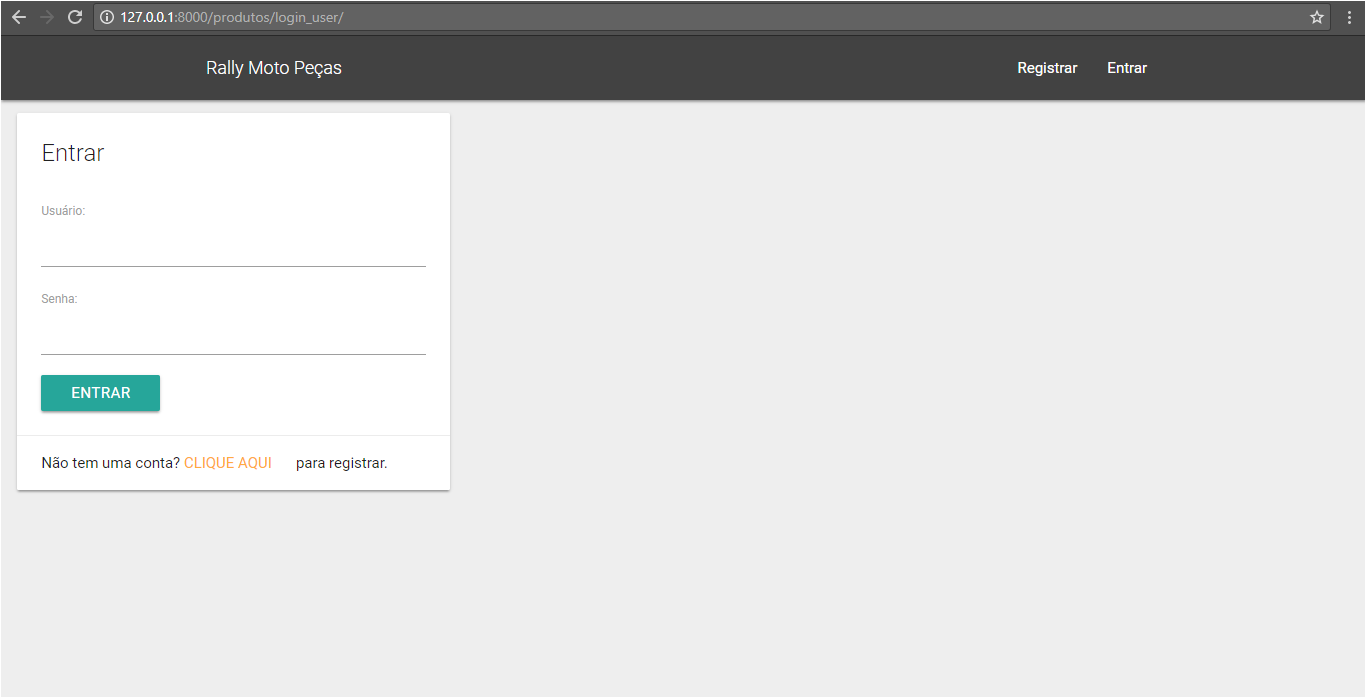 127.0.0.1:8000/produtos/login_user/
Rally Moto Peças Registrar Entrar
Entrar
Usuário:
Senha:
ENTRAR
Não tem uma conta? CLIQUE AQUI para registrar.